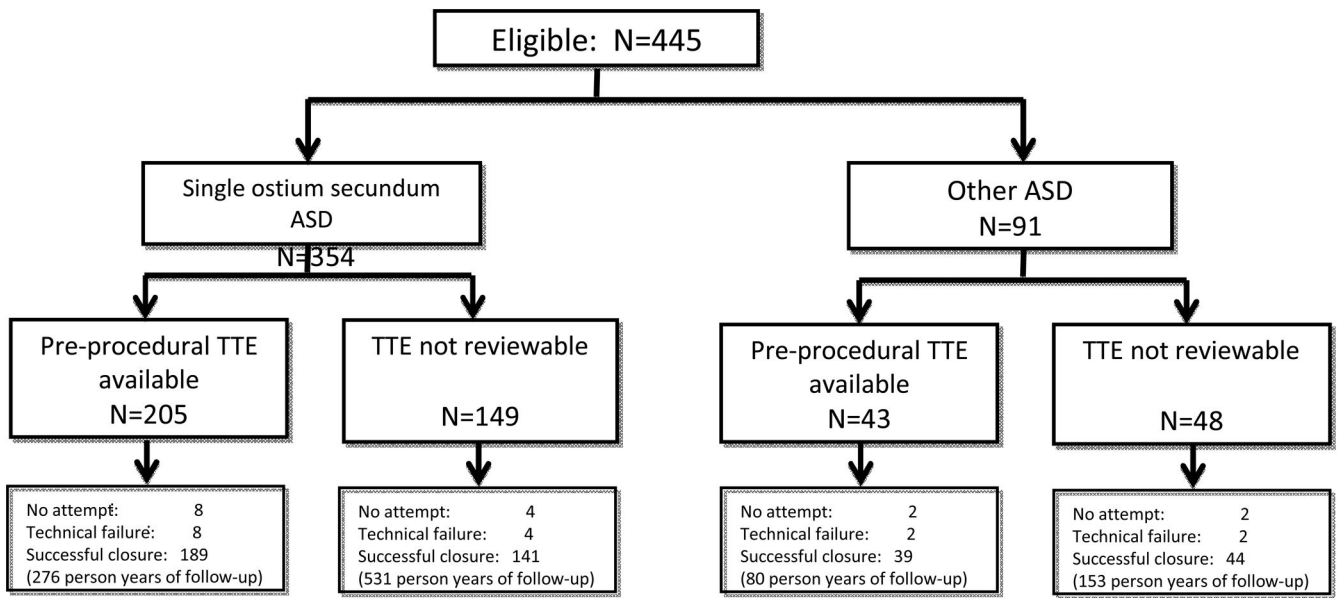 Eligible: N=445
Single ostium secundum
ASD
N=354
Other ASD
N=91
Pre-procedural TTE
available
N=205
TTE not reviewable
N=149
Pre-procedural TTE
available
N=43
TTE not reviewable
N=48
No attempt: 8
Technical failure: 8
Successful closure: 189
(276 person years of follow-up)
No attempt: 4
Technical failure: 4
Successful closure: 141
(531 person years of follow-up)
No attempt: 2
Technical failure: 2
Successful closure: 39
(80 person years of follow-up)
No attempt: 2
Technical failure: 2
Successful closure: 44
(153 person years of follow-up)